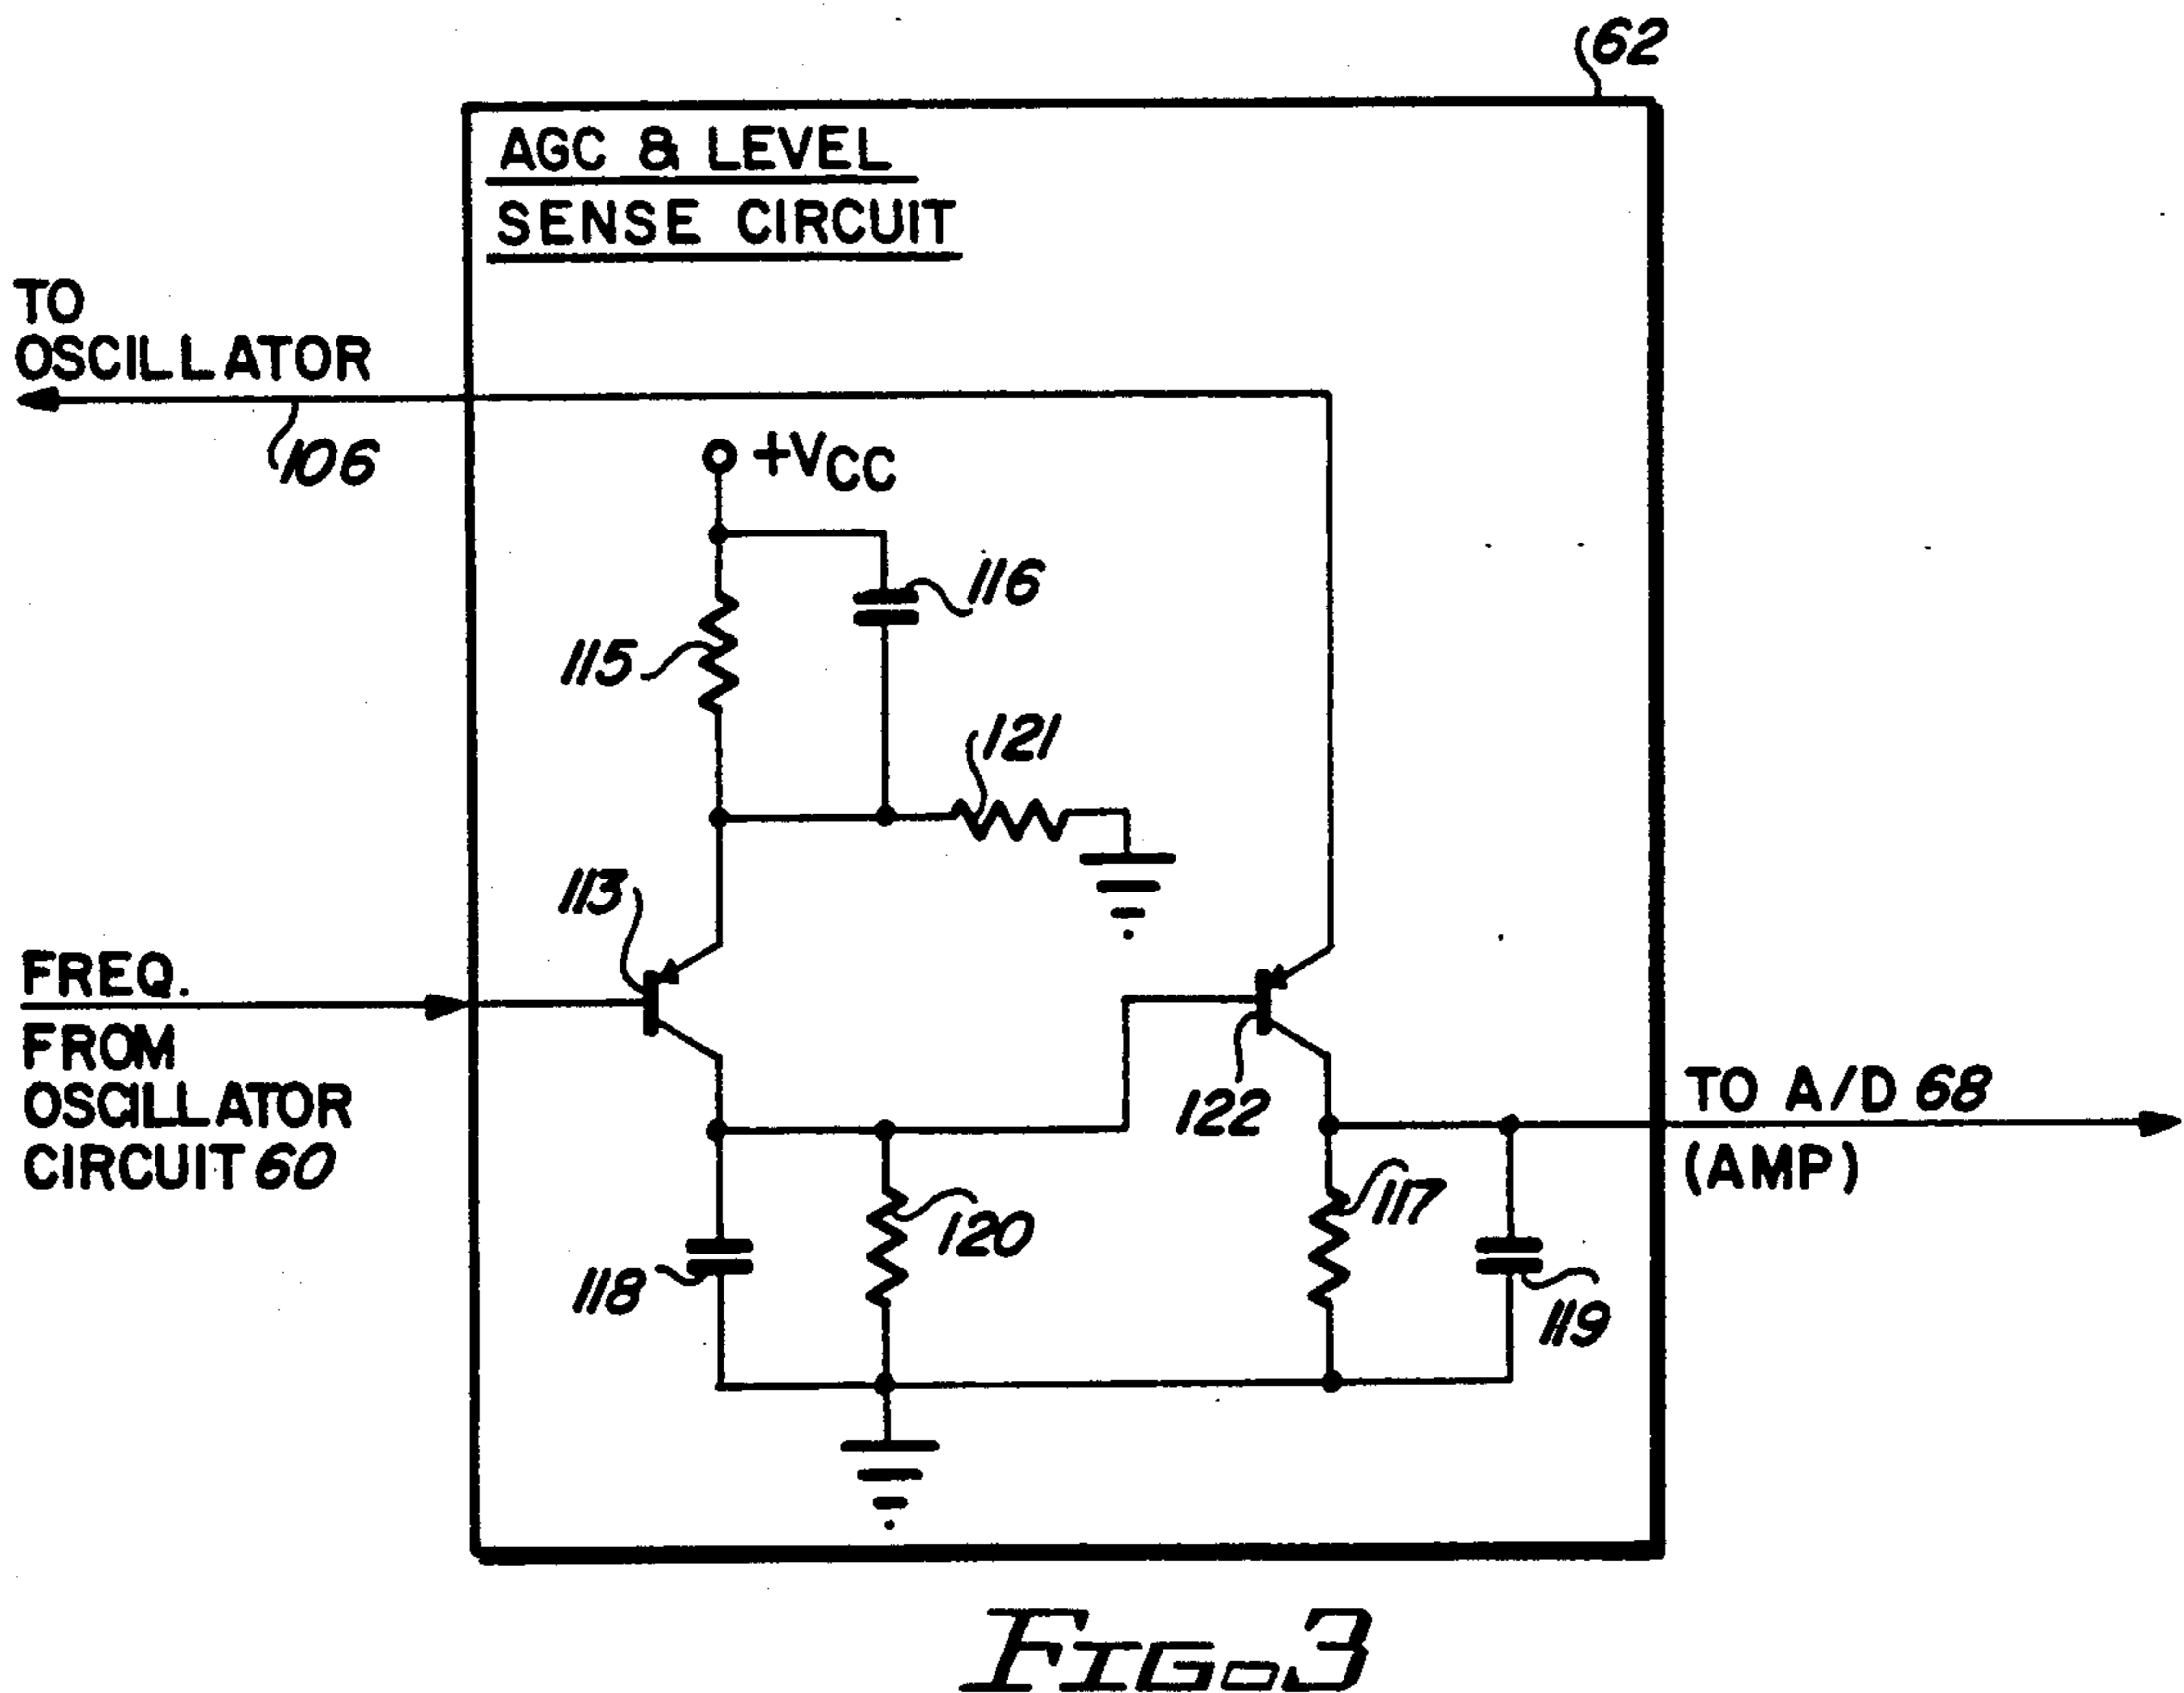 62
AGC & LEVEL
SENSE CIRCUIT
TO
OSCILLATOR
106
+VCC
116
115
121
113
FREQ.
FROM
OSCILLATOR
CIRCUIT 60
122
TO A/D 68
(AMP)
117
120
118
119
FIG. 3